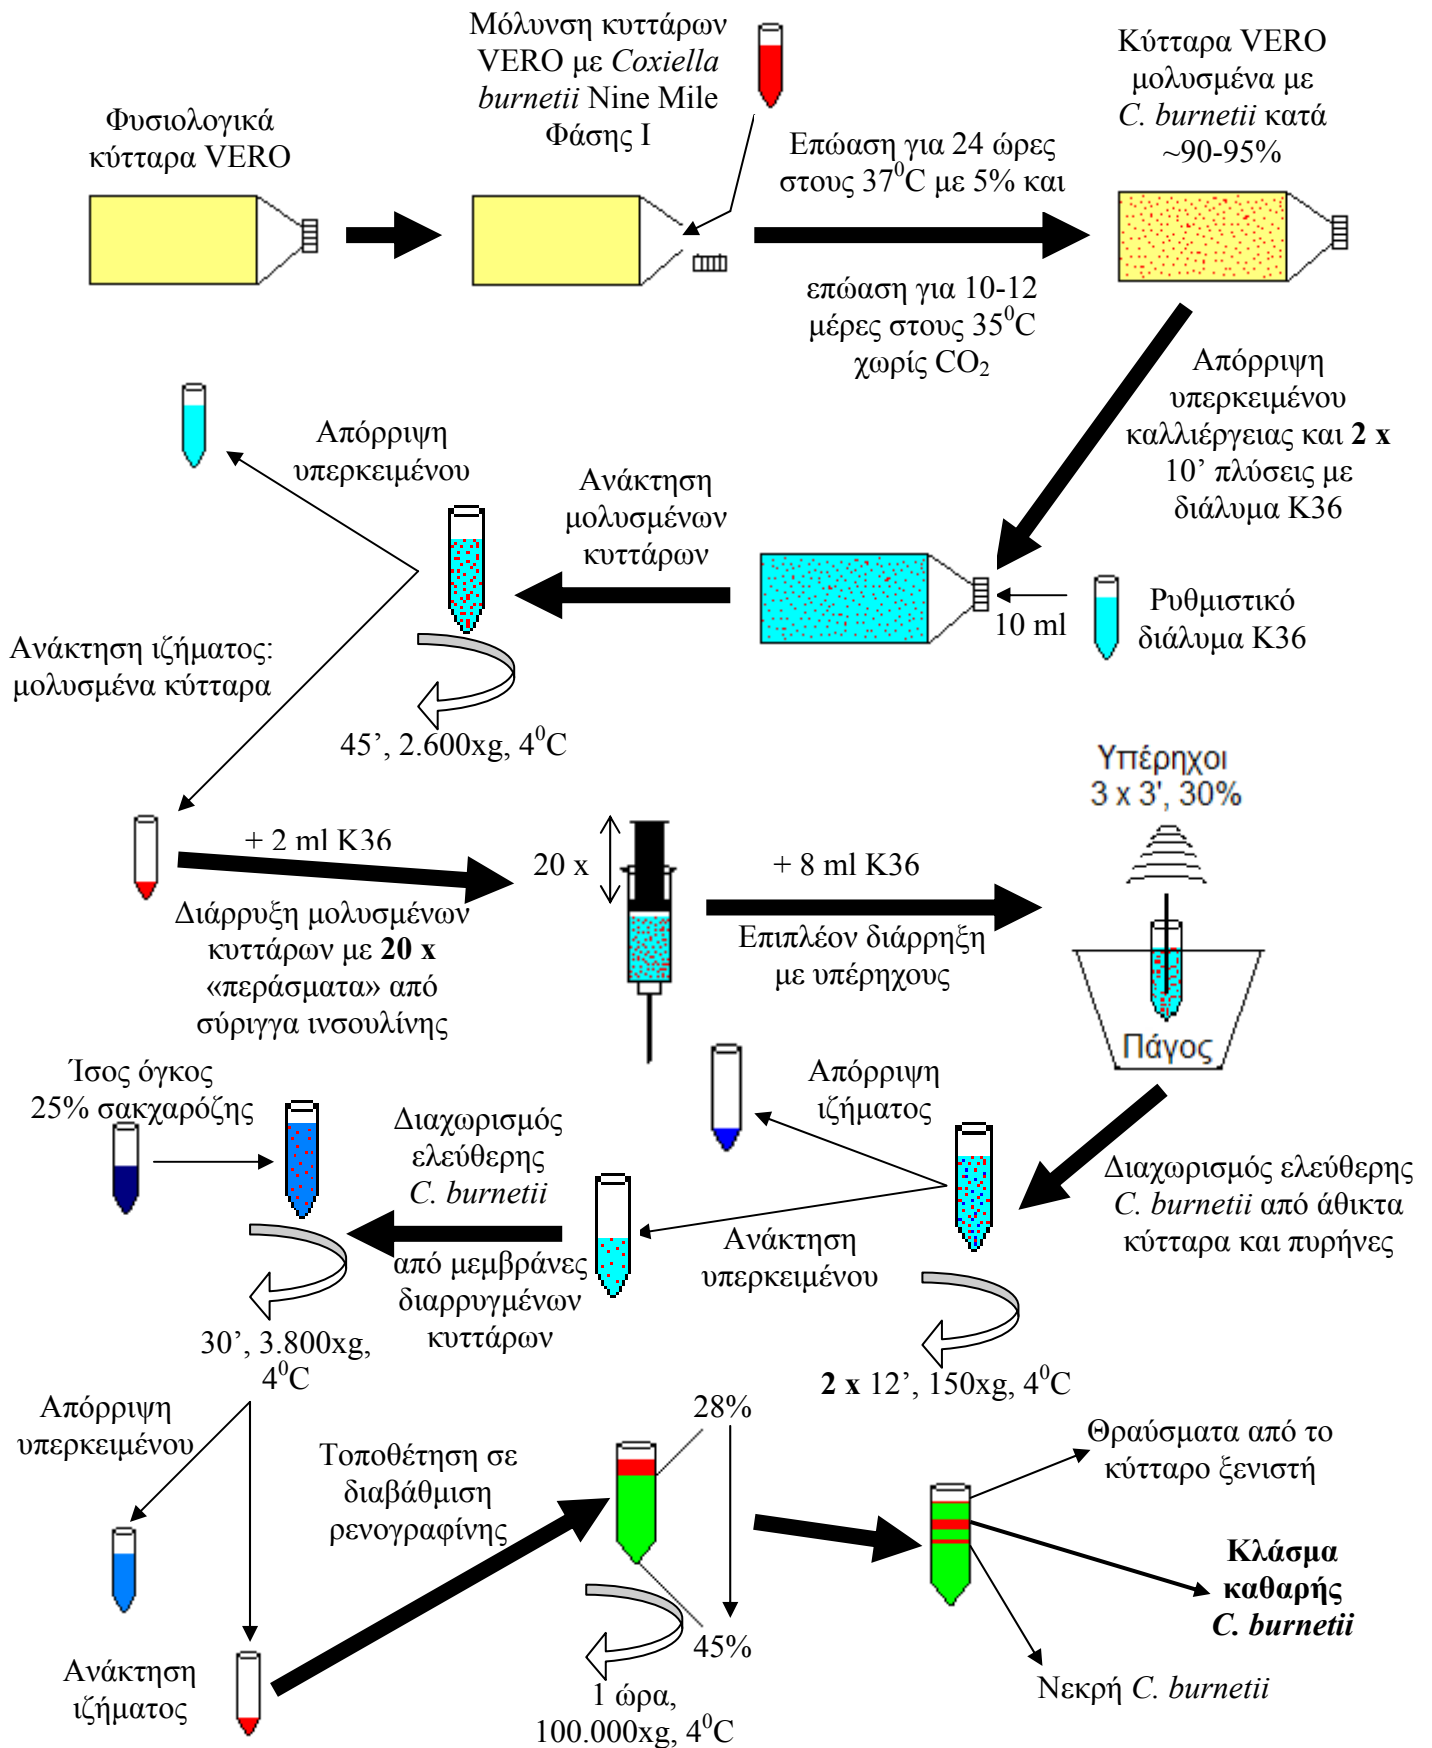 Φυσιολογικά
κύτταρα VERO
Μόλυνση κυττάρων
VERO με Coxiella
burnetii Nine Mile
Φάσης Ι
Επώαση για 24 ώρες
στους 37⁰C με 5% και
επώαση για 10-12
μέρες στους 35⁰C
χωρίς CO₂
Κύτταρα VERO
μολυσμένα με
C. burnetii κατά
~90-95%
Απόρριψη
υπερκειμένου
καλλιέργειας και 2 x
10’ πλύσεις με
διάλυμα Κ36
Ρυθμιστικό
διάλυμα Κ36
10 ml
Ανάκτηση
μολυσμένων
κυττάρων
Απόρριψη
υπερκειμένου
Ανάκτηση ιζήματος:
μολυσμένα κύτταρα
45’, 2.600xg, 4⁰C
+ 2 ml K36
Διάρρυξη μολυσμένων
κυττάρων με 20 x
«περάσματα» από
σύριγγα ινσουλίνης
20 x
+ 8 ml K36
Επιπλέον διάρρηξη
με υπέρηχους
Υπέρηχοι
3 x 3', 30%
Πάγος
Διαχωρισμός ελεύθερης
C. burnetii από άθικτα
κύτταρα και πυρήνες
Απόρριψη
ιζήματος
Ανάκτηση
υπερκειμένου
2 x 12’, 150xg, 4⁰C
Διαχωρισμός
ελεύθερης
C. burnetii
από μεμβράνες
διαρρυγμένων
κυττάρων
Ίσος όγκος
25% σακχαρόζης
30’, 3.800xg,
4⁰C
Απόρριψη
υπερκειμένου
Ανάκτηση
ιζήματος
Τοποθέτηση σε
διαβάθμιση
ρενογραφίνης
28%
45%
1 ώρα,
100.000xg, 4⁰C
Θραύσματα από το
κύτταρο ξενιστή
Κλάσμα
καθαρής
C. burnetii
Νεκρή C. burnetii